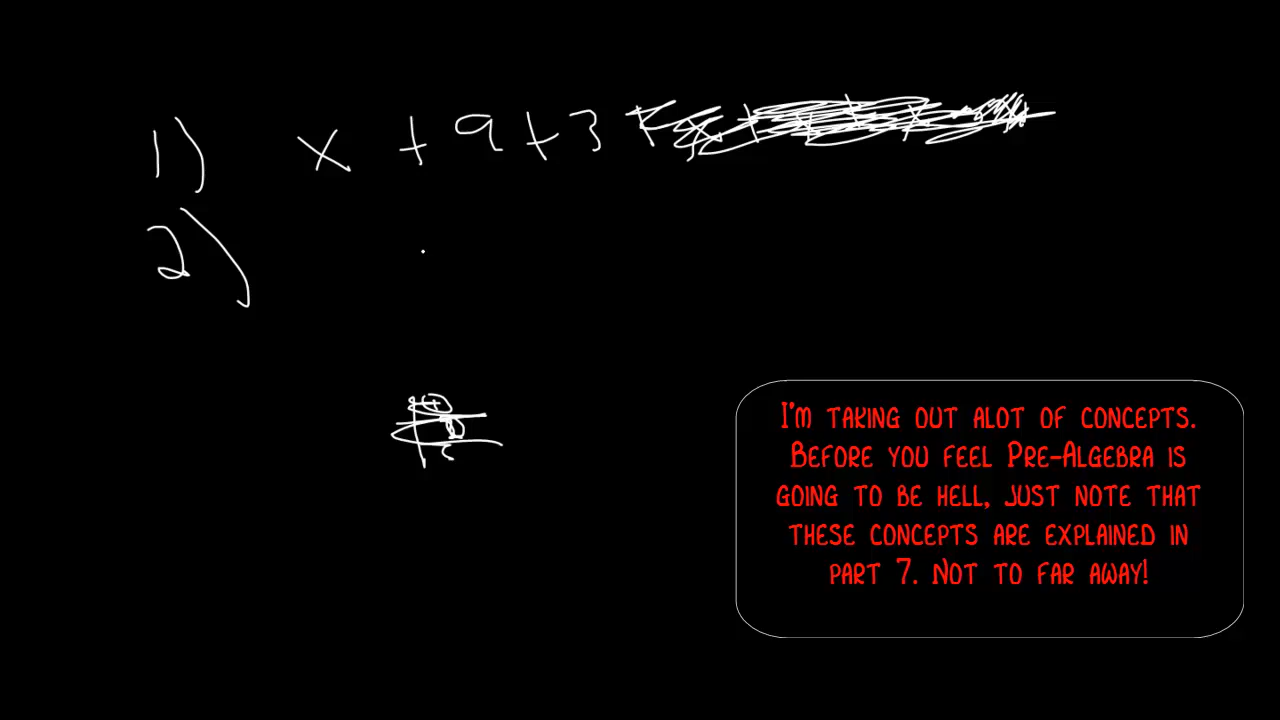 1) x + 9 + 3
2)
I'm taking out alot of concepts.
Before you feel Pre-Algebra is
going to be hell, just note that
these concepts are explained in
part 7. Not to far away!